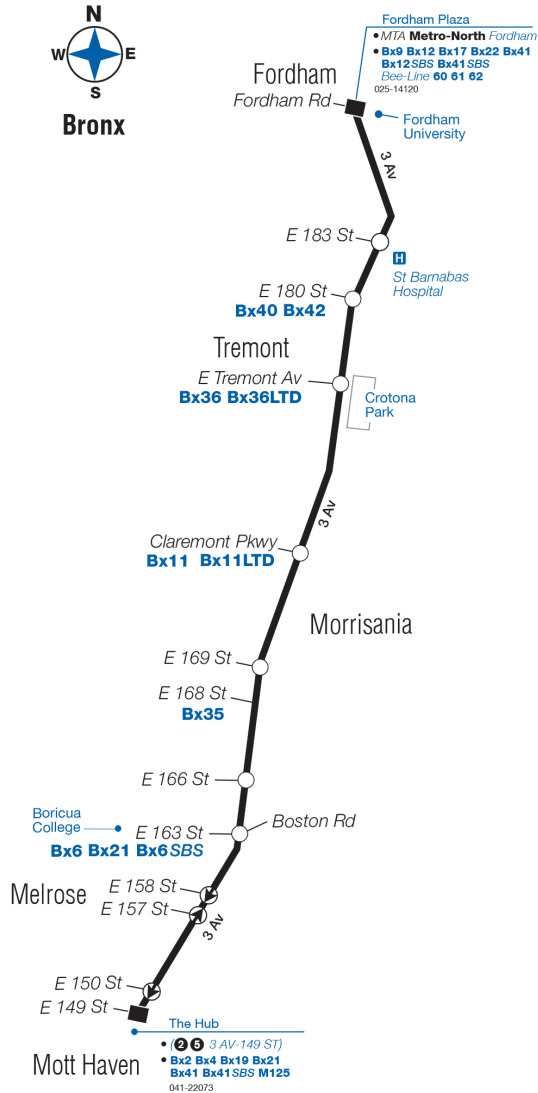 N
W E
S
Bronx
Fordham Plaza
• MTA Metro-North Fordham
• Bx9 Bx12 Bx17 Bx22 Bx41
Bx12SBS Bx41SBS
Bee-Line 60 61 62
025-14120
Fordham
Fordham Rd
Fordham
University
3 Av
E 183 St
H
St Barnabas
Hospital
E 180 St
Bx40 Bx42
Tremont
E Tremont Av
Bx36 Bx36LTD
Crotona
Park
3 Av
Claremont Pkwy
Bx11 Bx11LTD
Morrisania
E 169 St
E 168 St
Bx35
E 166 St
Boricua
College
E 163 St
Boston Rd
Bx6 Bx21 Bx6SBS
Melrose
E 158 St
E 157 St
3 Av
E 150 St
E 149 St
The Hub
• (2 5 3 AV-149 ST)
• Bx2 Bx4 Bx19 Bx21
Bx41 Bx41SBS M125
041-22073
Mott Haven